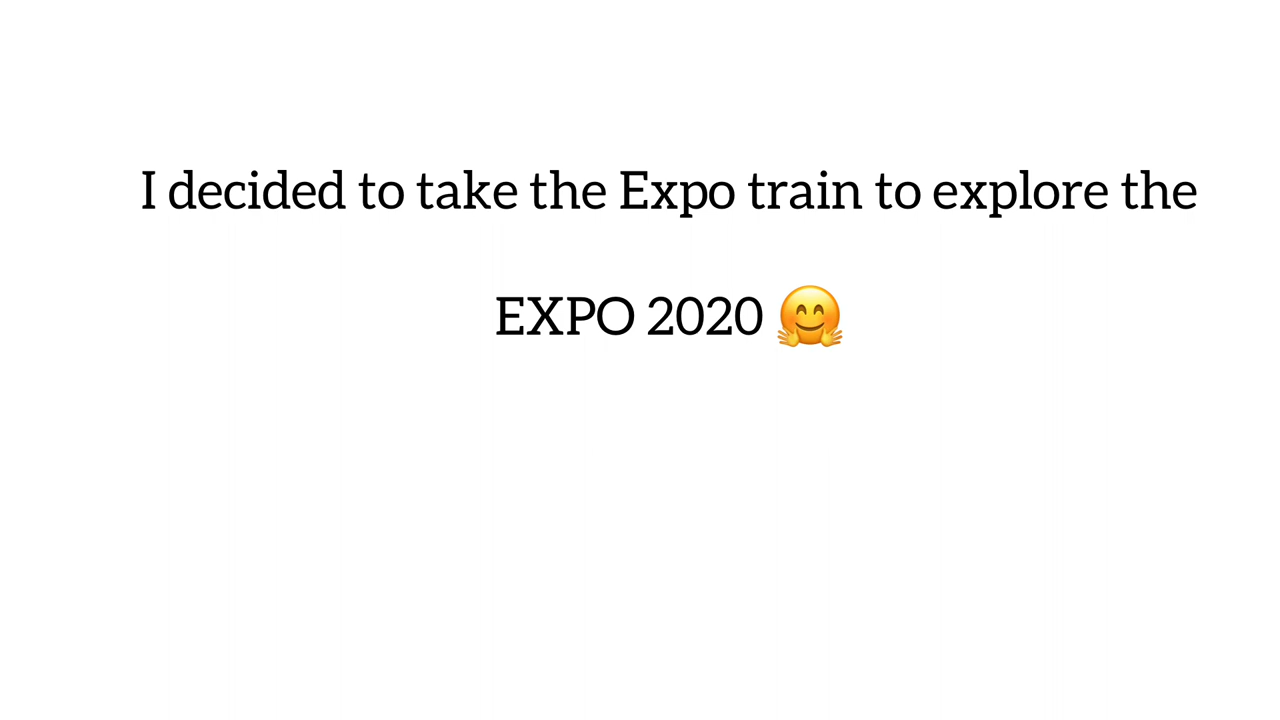 I decided to take the Expo train to explore the
EXPO 2020 🤗